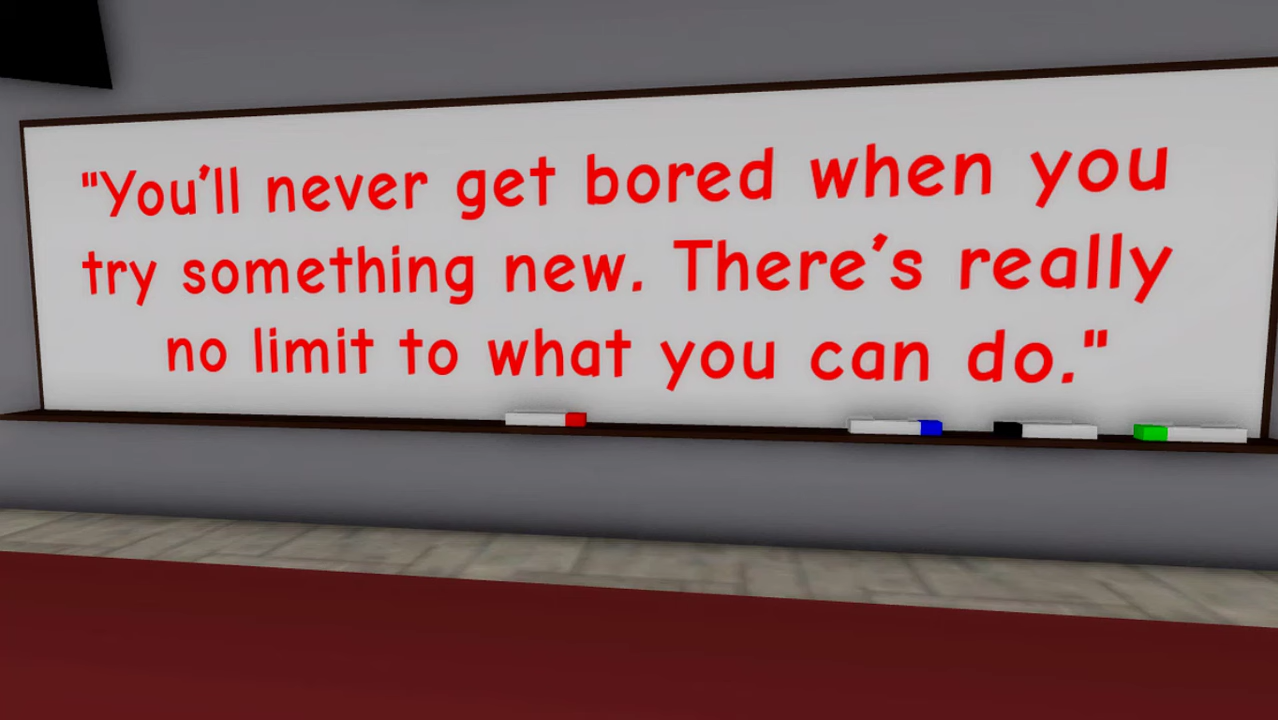 "You'll never get bored when you
try something new. There's really
no limit to what you can do."